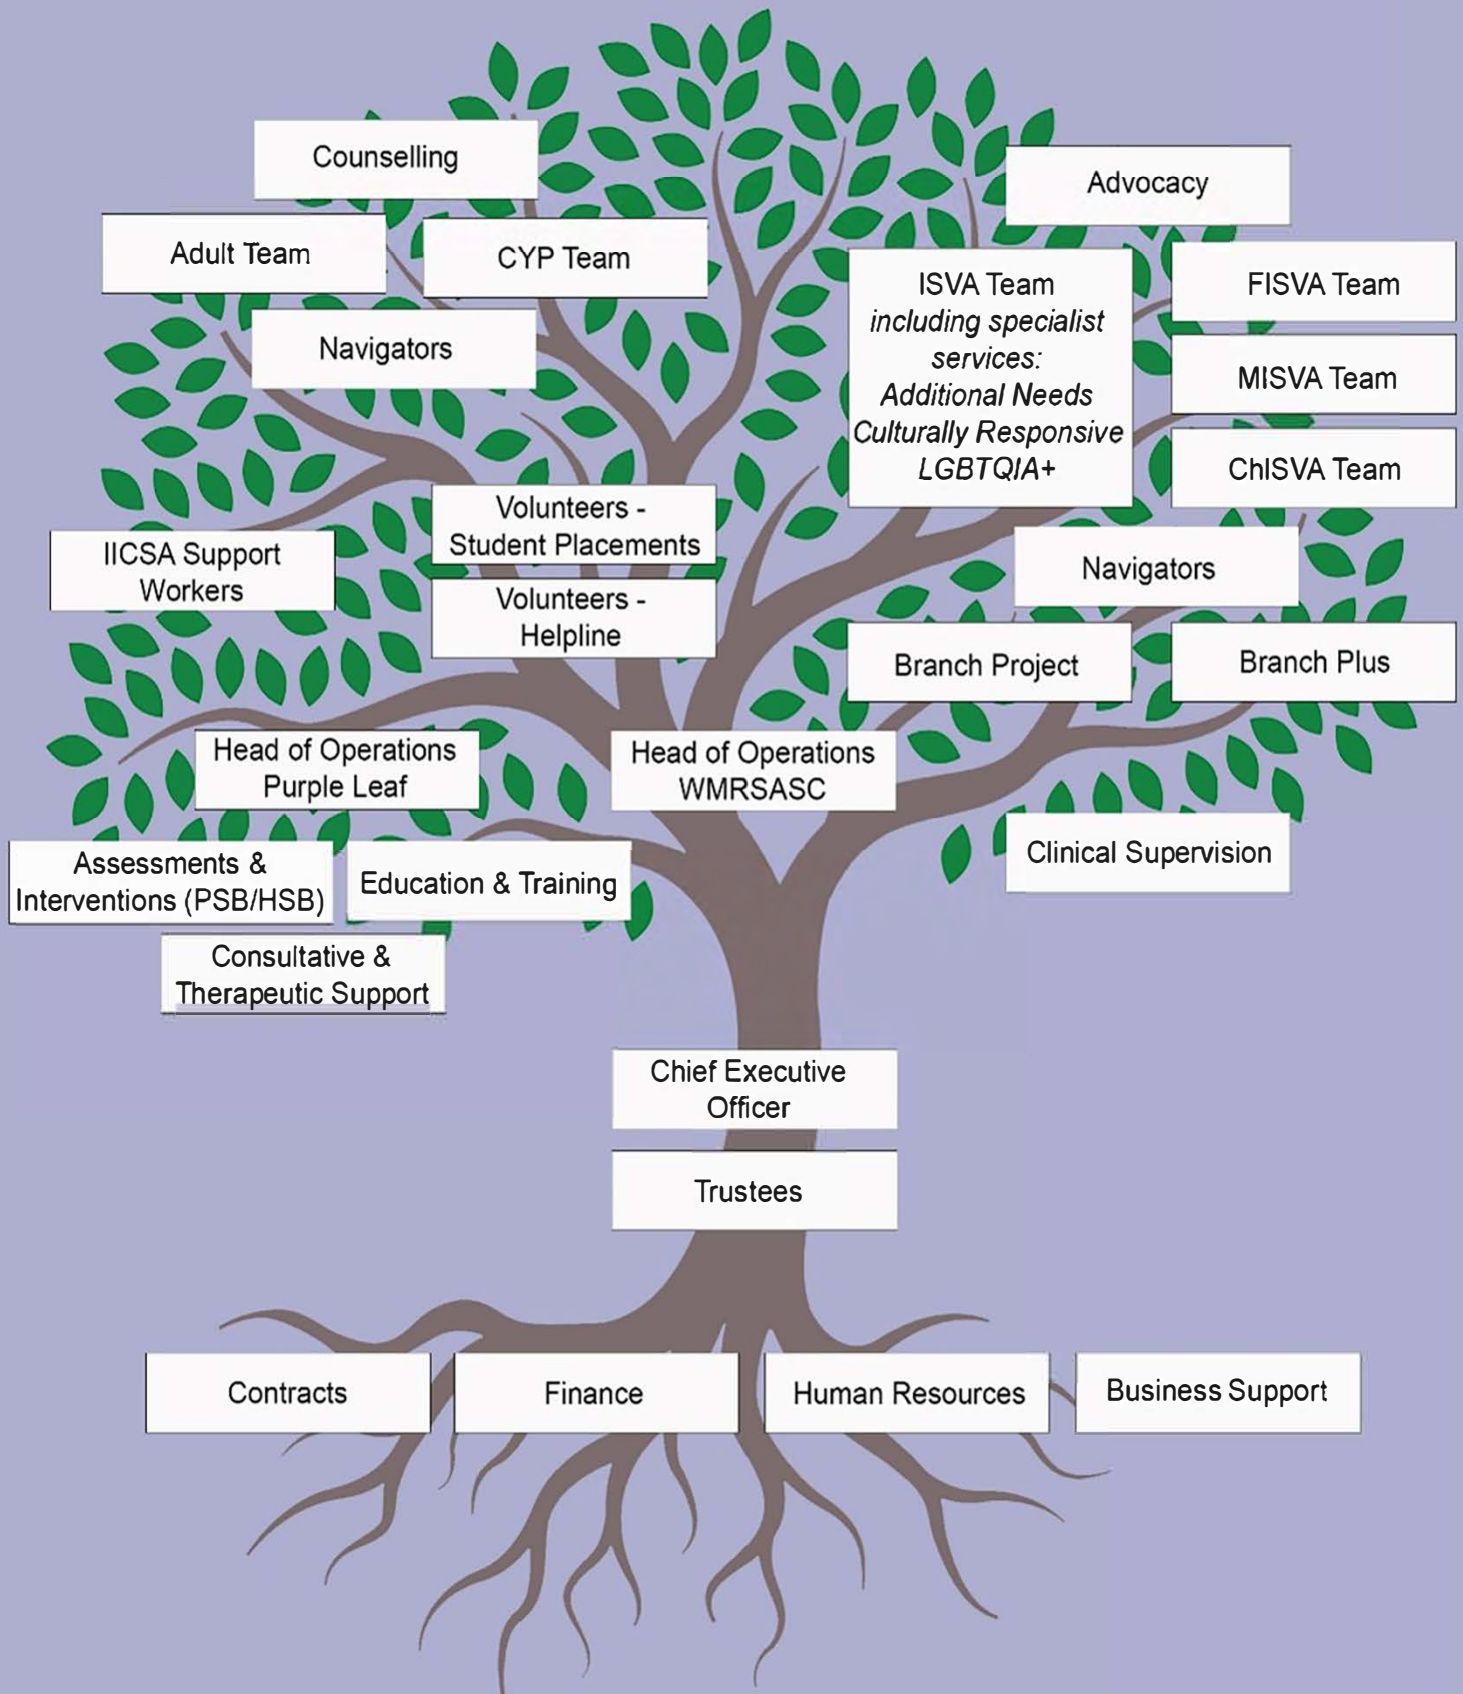 Counselling
Advocacy
Adult Team
CYP Team
Navigators
ISVA Team
including specialist
services:
Additional Needs
Culturally Responsive
LGBTQIA+
FISVA Team
MISVA Team
ChISVA Team
Volunteers -
Student Placements
IICSA Support
Workers
Volunteers -
Helpline
Navigators
Branch Project
Branch Plus
Head of Operations
Purple Leaf
Head of Operations
WMRSASC
Clinical Supervision
Assessments &
Interventions (PSB/HSB)
Education & Training
Consultative &
Therapeutic Support
Chief Executive
Officer
Trustees
Contracts
Finance
Human Resources
Business Support